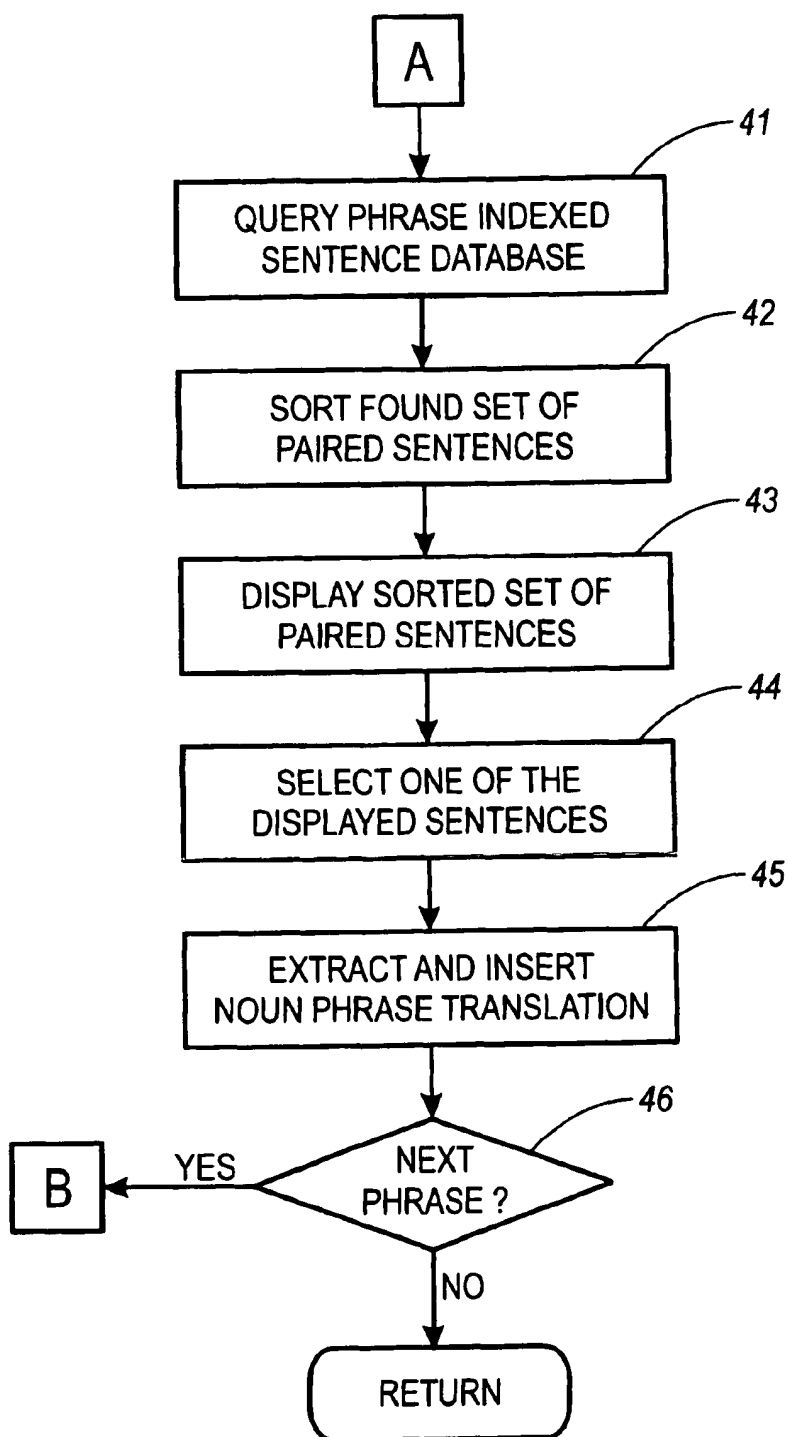 A
41
QUERY PHRASE INDEXED
SENTENCE DATABASE
42
SORT FOUND SET OF
PAIRED SENTENCES
43
DISPLAY SORTED SET OF
PAIRED SENTENCES
44
SELECT ONE OF THE
DISPLAYED SENTENCES
45
EXTRACT AND INSERT
NOUN PHRASE TRANSLATION
46
NEXT
PHRASE ?
YES
B
NO
RETURN